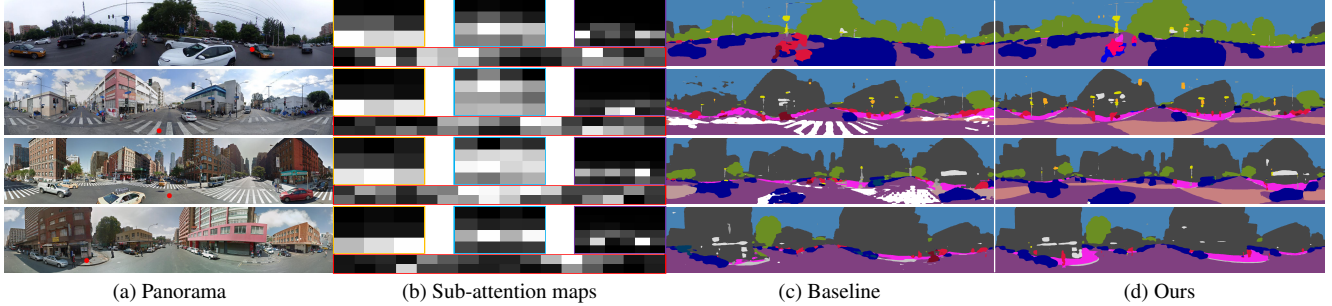 (a) Panorama
(b) Sub-attention maps
(c) Baseline
(d) Ours